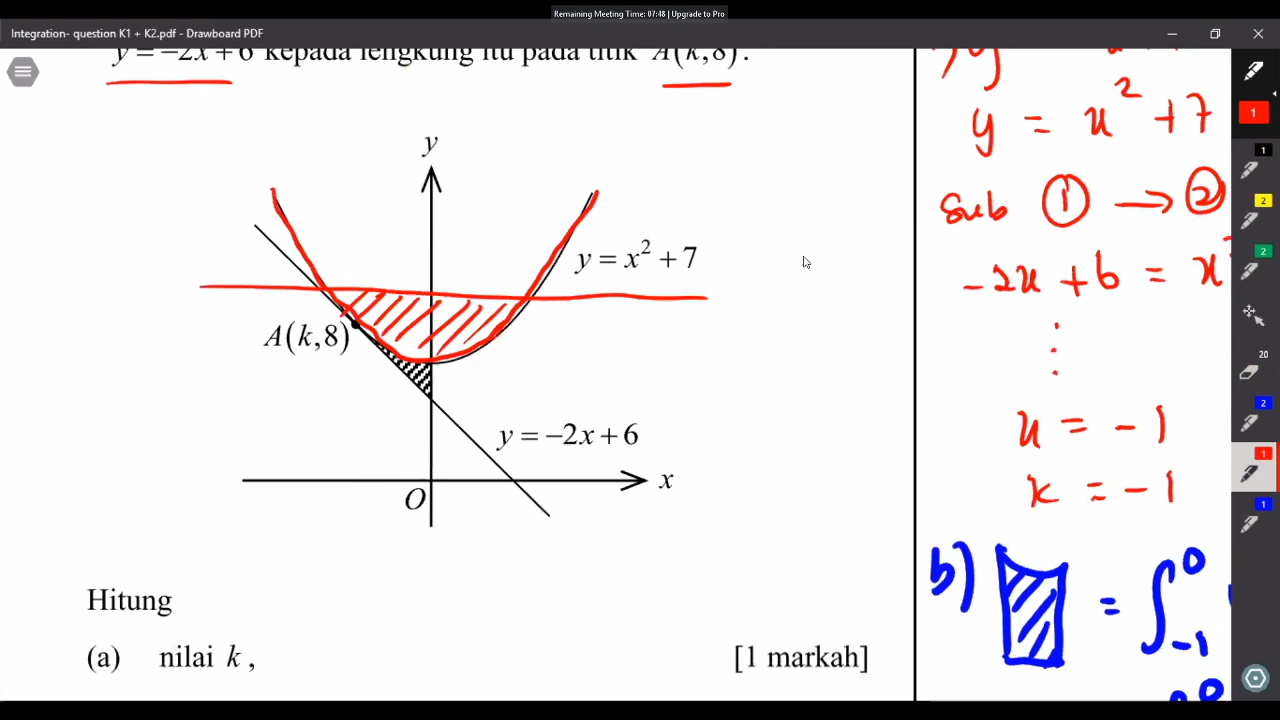 Remaining Meeting Time: 07:48 | Upgrade to Pro
Integration- question K1 + K2.pdf - Drawboard PDF
y = −2x + 6 kepada lengkung itu pada titik A(k,8).
y
y = x² + 7
A(k,8)
y = −2x + 6
x
O
Hitung
(a) nilai k , [1 markah]
y = x² + 7
Sub ① → ②
-2x + 6 = x
x = -1
k = -1
b) = ∫ 0 -1
1
1
2
2
20
2
1
1